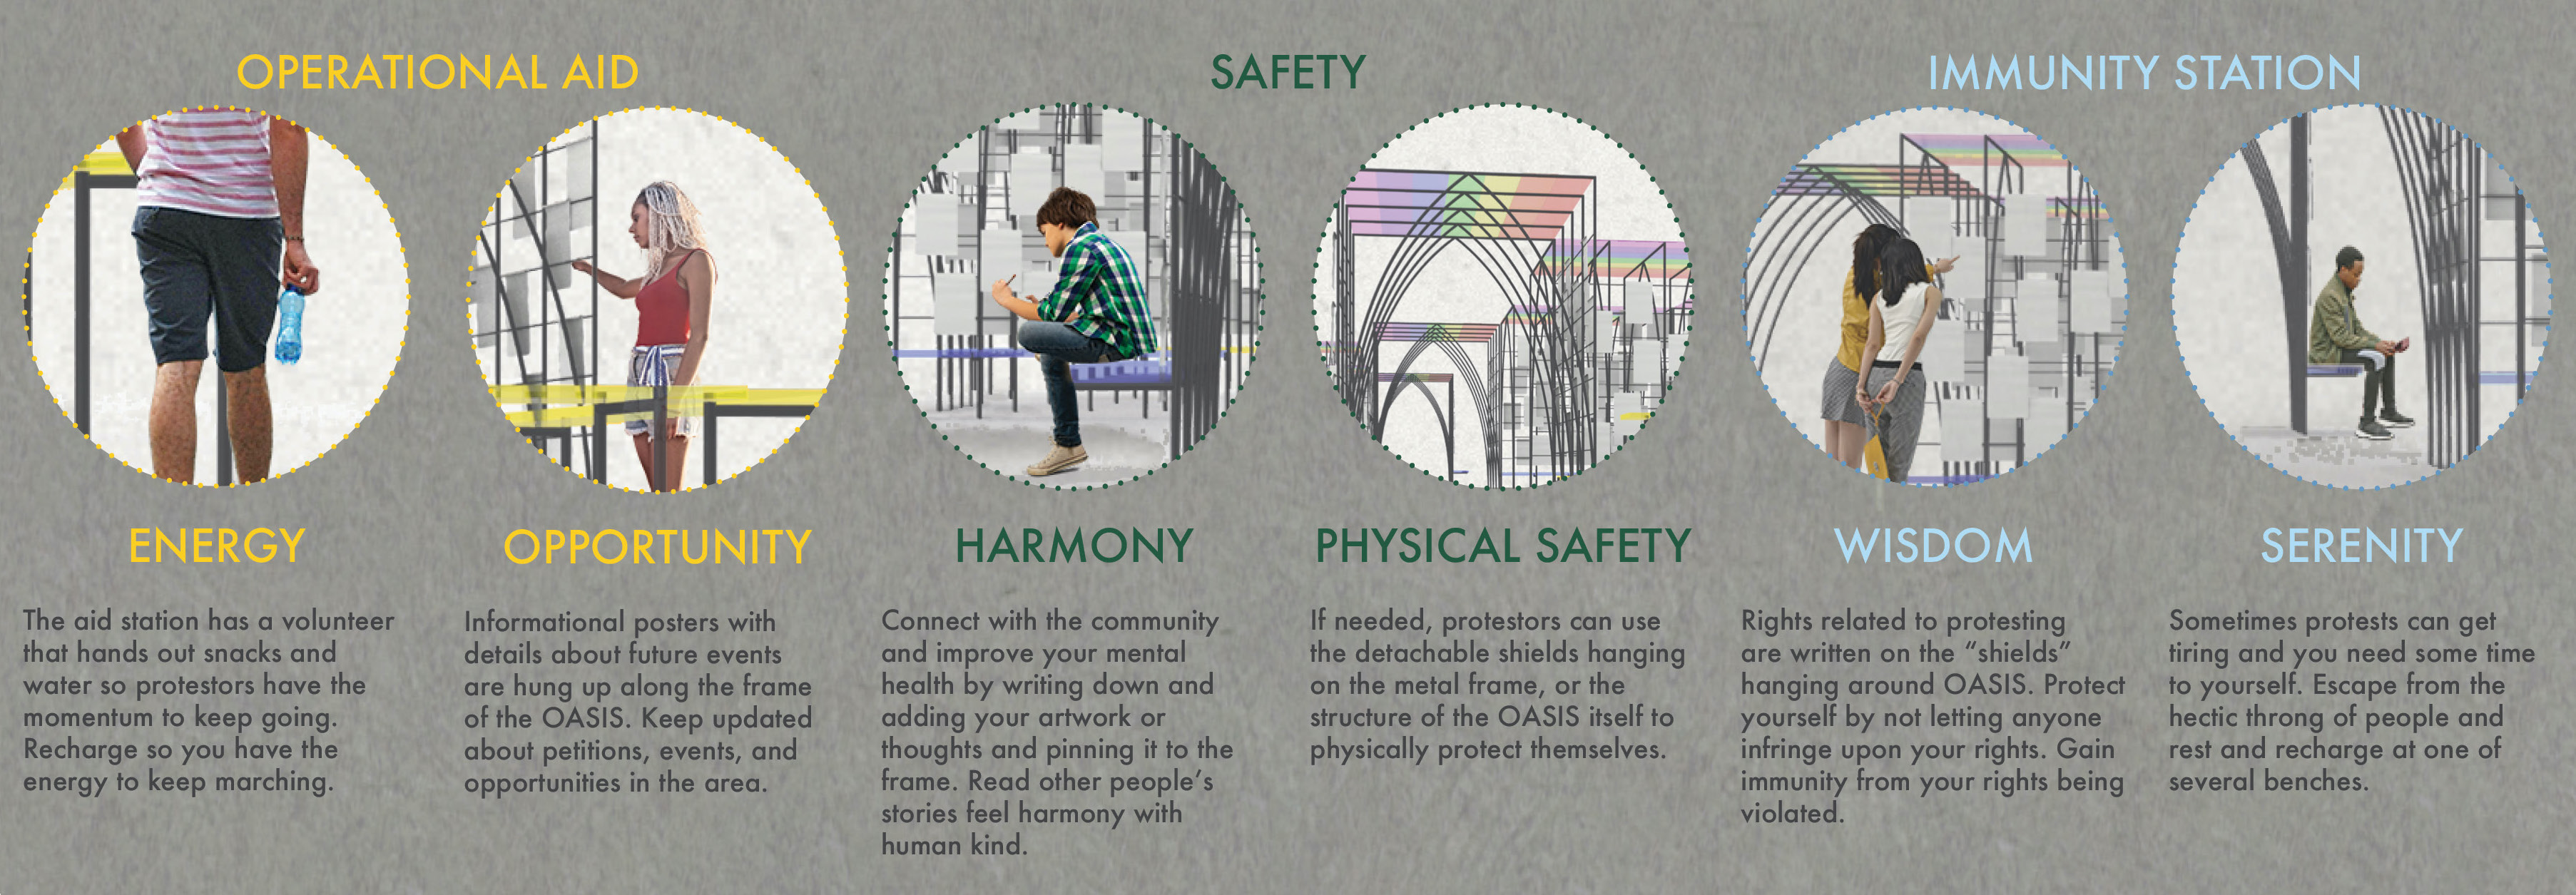 OPERATIONAL AID
SAFETY
IMMUNITY STATION
ENERGY
The aid station has a volunteer
that hands out snacks and
water so protestors have the
momentum to keep going.
Recharge so you have the
energy to keep marching.
OPPORTUNITY
Informational posters with
details about future events
are hung up along the frame
of the OASIS. Keep updated
about petitions, events, and
opportunities in the area.
HARMONY
Connect with the community
and improve your mental
health by writing down and
adding your artwork or
thoughts and pinning it to the
frame. Read other people's
stories feel harmony with
human kind.
PHYSICAL SAFETY
If needed, protestors can use
the detachable shields hanging
on the metal frame, or the
structure of the OASIS itself to
physically protect themselves.
WISDOM
Rights related to protesting
are written on the “shields”
hanging around OASIS. Protect
yourself by not letting anyone
infringe upon your rights. Gain
immunity from your rights being
violated.
SERENITY
Sometimes protests can get
tiring and you need some time
to yourself. Escape from the
hectic throng of people and
rest and recharge at one of
several benches.